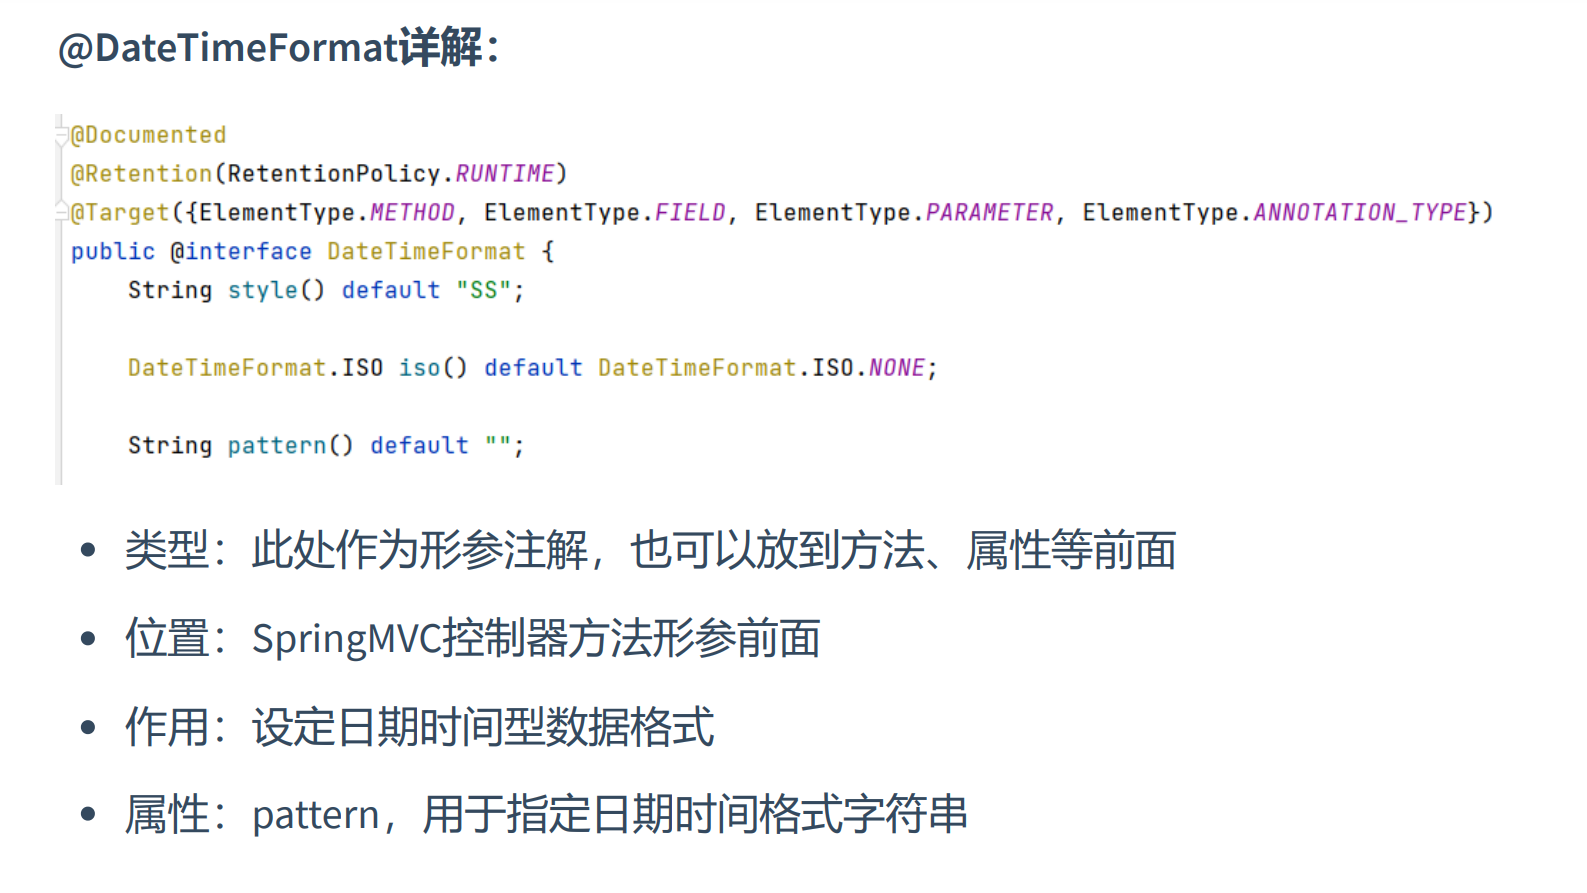 @DateTimeFormat详解：
@Documented
@Retention(RetentionPolicy.RUNTIME)
@Target({ElementType.METHOD, ElementType.FIELD, ElementType.PARAMETER, ElementType.ANNOTATION_TYPE})
public @interface DateTimeFormat {
    String style() default "SS";
    DateTimeFormat.ISO iso() default DateTimeFormat.ISO.NONE;
    String pattern() default "";
• 类型：此处作为形参注解，也可以放到方法、属性等前面
• 位置：SpringMVC控制器方法形参前面
• 作用：设定日期时间型数据格式
• 属性：pattern，用于指定日期时间格式字符串